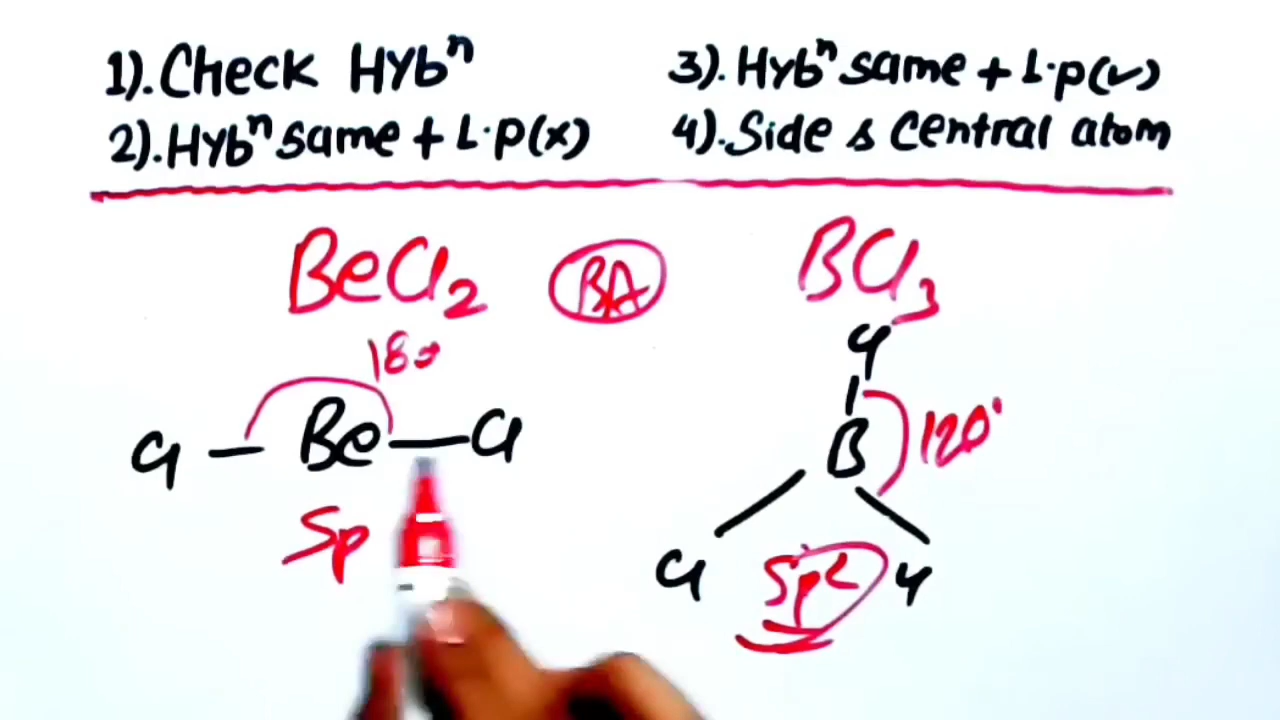 1). Check Hybⁿ
2). Hybⁿ same + L.p(x)
3). Hybⁿ same + L.p(✓)
4). Side & Central atom
BeCl₂
BA
BCl₃
180
Cl — Be — Cl
Sp
Cl
B
120°
Cl
Cl
Sp²